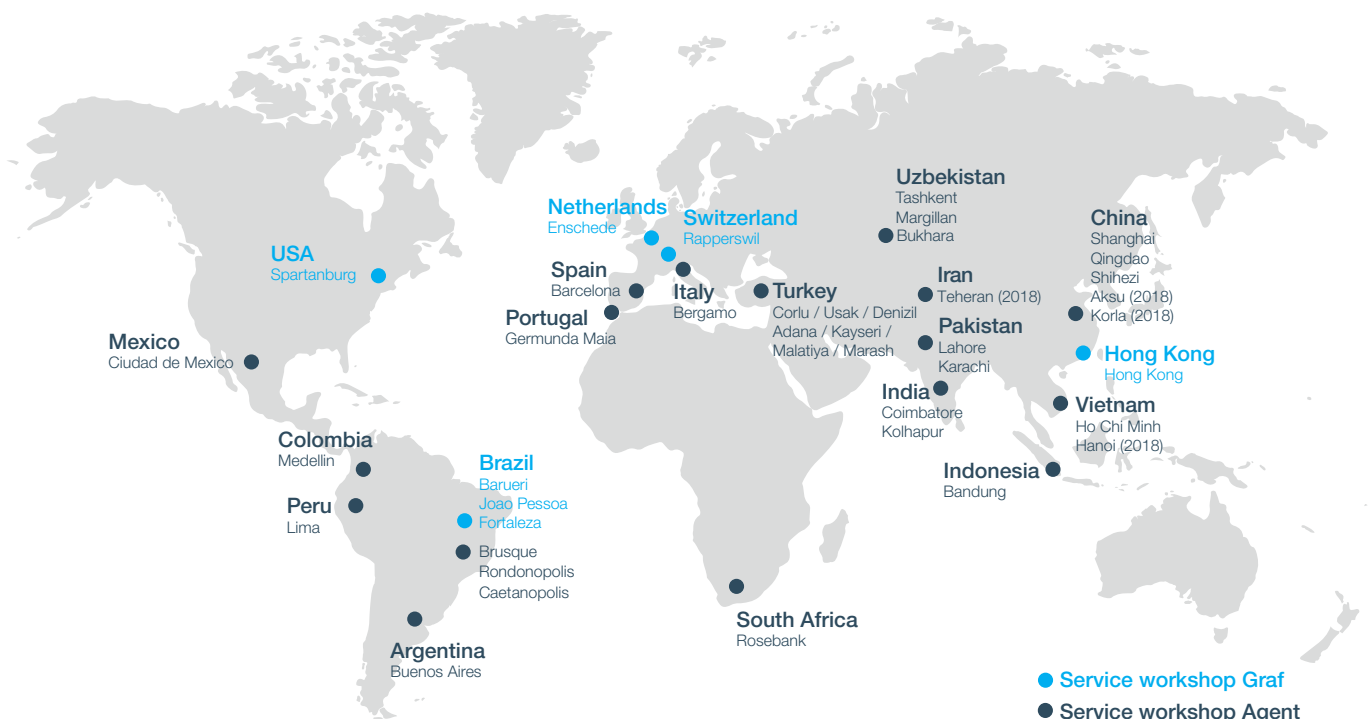 Uzbekistan
Tashkent
Margillan
Bukhara
Netherlands
Enschede
Switzerland
Rapperswil
China
Shanghai
Qingdao
Shihezi
Aksu (2018)
Korla (2018)
USA
Spartanburg
Spain
Barcelona
Italy
Bergamo
Turkey
Corlu / Usak / Denizil
Adana / Kayseri /
Malatiya / Marash
Iran
Teheran (2018)
Portugal
Germunda Maia
Pakistan
Lahore
Karachi
Mexico
Ciudad de Mexico
Hong Kong
Hong Kong
India
Coimbatore
Kolhapur
Vietnam
Ho Chi Minh
Hanoi (2018)
Colombia
Medellin
Brazil
Barueri
Joao Pessoa
Fortaleza
Brusque
Rondonopolis
Caetanopolis
Indonesia
Bandung
Peru
Lima
South Africa
Rosebank
Argentina
Buenos Aires
Service workshop Graf
Service workshop Agent